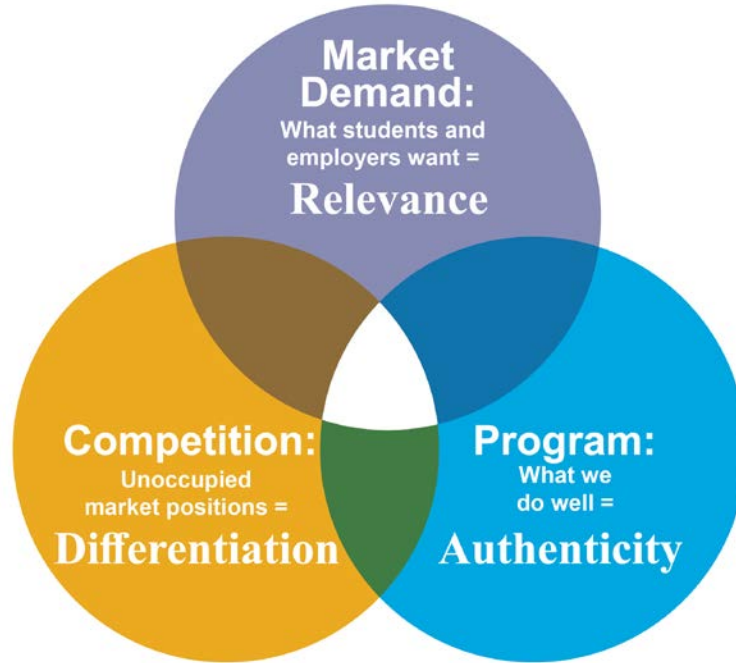 Market
Demand:
What students and
employers want =
Relevance
Competition:
Unoccupied
market positions =
Differentiation
Program:
What we
do well =
Authenticity